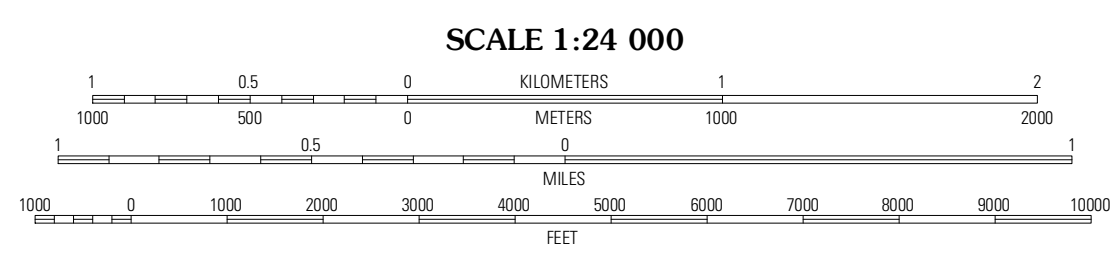 SCALE 1:24 000
1 0.5 0 KILOMETERS 1 2
1000 500 0 METERS 1000 2000
1 0.5 0 1
MILES
1000 0 1000 2000 3000 4000 5000 6000 7000 8000 9000 10000
FEET